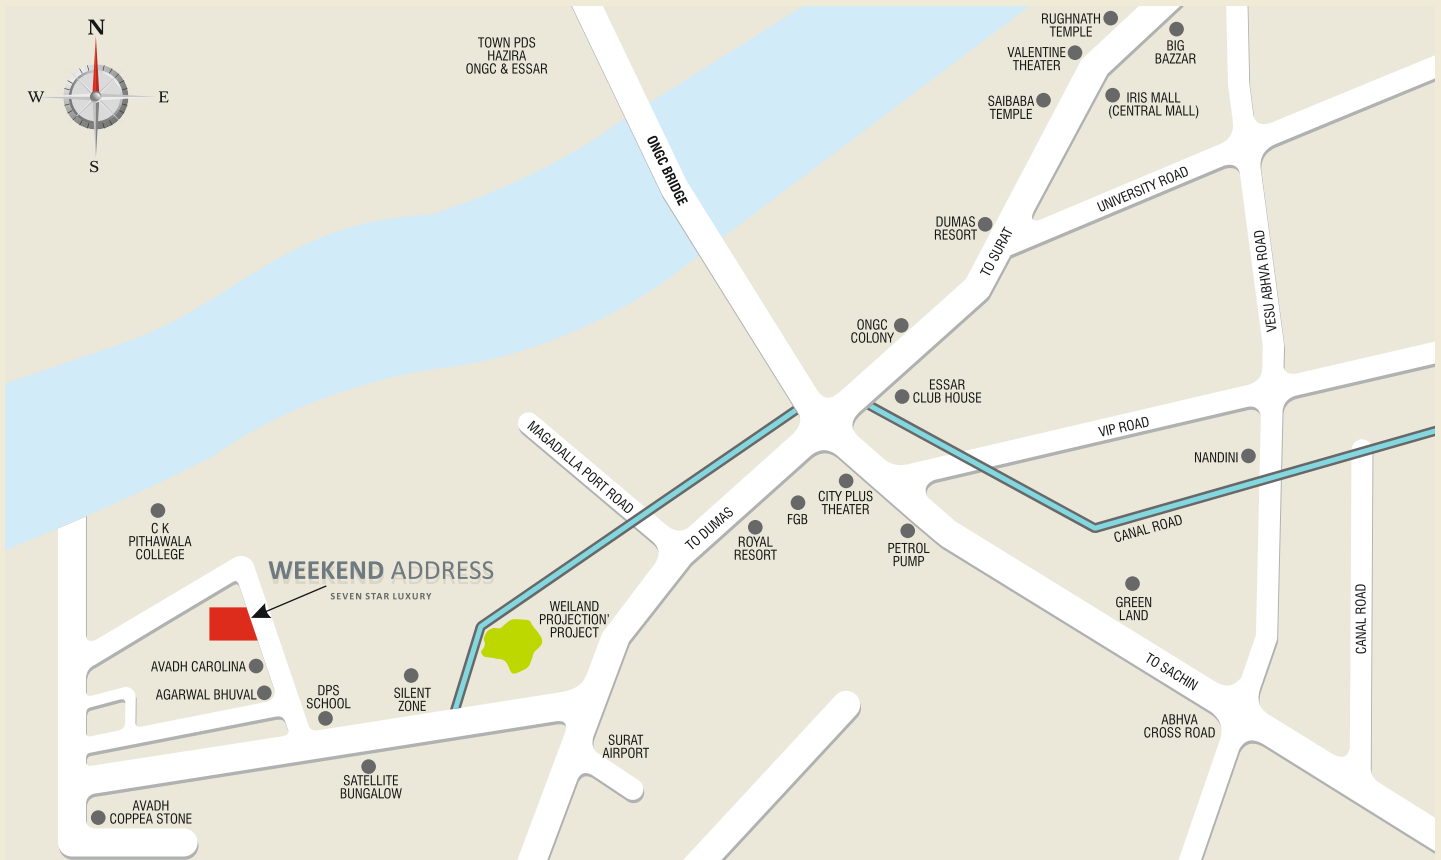 N
W
E
S
TOWN PDS
HAZIRA
ONGC & ESSAR
ONGC BRIDGE
RUGHNATH
TEMPLE
VALENTINE
THEATER
BIG
BAZZAR
SAIBABA
TEMPLE
IRIS MALL
(CENTRAL MALL)
UNIVERSITY ROAD
DUMAS
RESORT
TO SURAT
VESU ABHVA ROAD
ONGC
COLONY
ESSAR
CLUB HOUSE
VIP ROAD
NANDINI
MAGADALLA PORT ROAD
CITY PLUS
THEATER
FGB
ROYAL
RESORT
TO DUMAS
PETROL
PUMP
CANAL ROAD
C K
PITHAWALA
COLLEGE
WEEKEND ADDRESS
SEVEN STAR LUXURY
WEILAND
PROJECTION'
PROJECT
GREEN
LAND
CANAL ROAD
AVADH CAROLINA
AGARWAL BHUVAL
DPS
SCHOOL
SILENT
ZONE
TO SACHIN
ABHVA
CROSS ROAD
SURAT
AIRPORT
SATELLITE
BUNGALOW
AVADH
COPPEA STONE